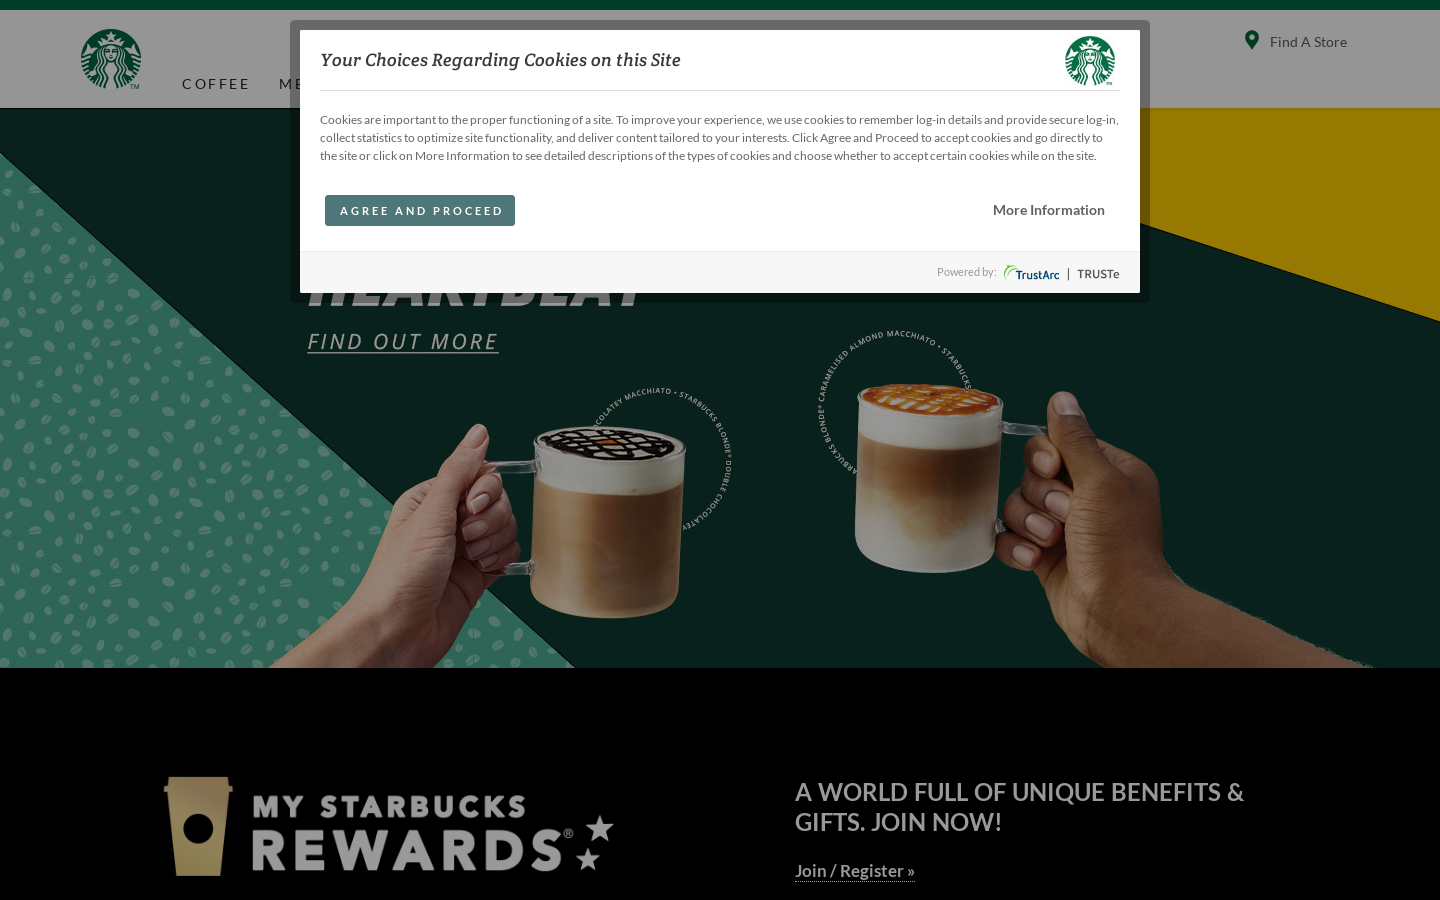 Find A Store
COFFEE
Your Choices Regarding Cookies on this Site
Cookies are important to the proper functioning of a site. To improve your experience, we use cookies to remember log-in details and provide secure log-in,
collect statistics to optimize site functionality, and deliver content tailored to your interests. Click Agree and Proceed to accept cookies and go directly to
the site or click on More Information to see detailed descriptions of the types of cookies and choose whether to accept certain cookies while on the site.
AGREE AND PROCEED
More Information
Powered by: TrustArc | TRUSTe
HEARTBEAT
FIND OUT MORE
CARAMELISED ALMOND MACCHIATO • STARBUCKS
BLONDE®
MACCHIATO • STARBUCKS BLONDE® DOUBLE CHOCOLATEY
MY STARBUCKS
REWARDS®
A WORLD FULL OF UNIQUE BENEFITS &
GIFTS. JOIN NOW!
Join / Register »